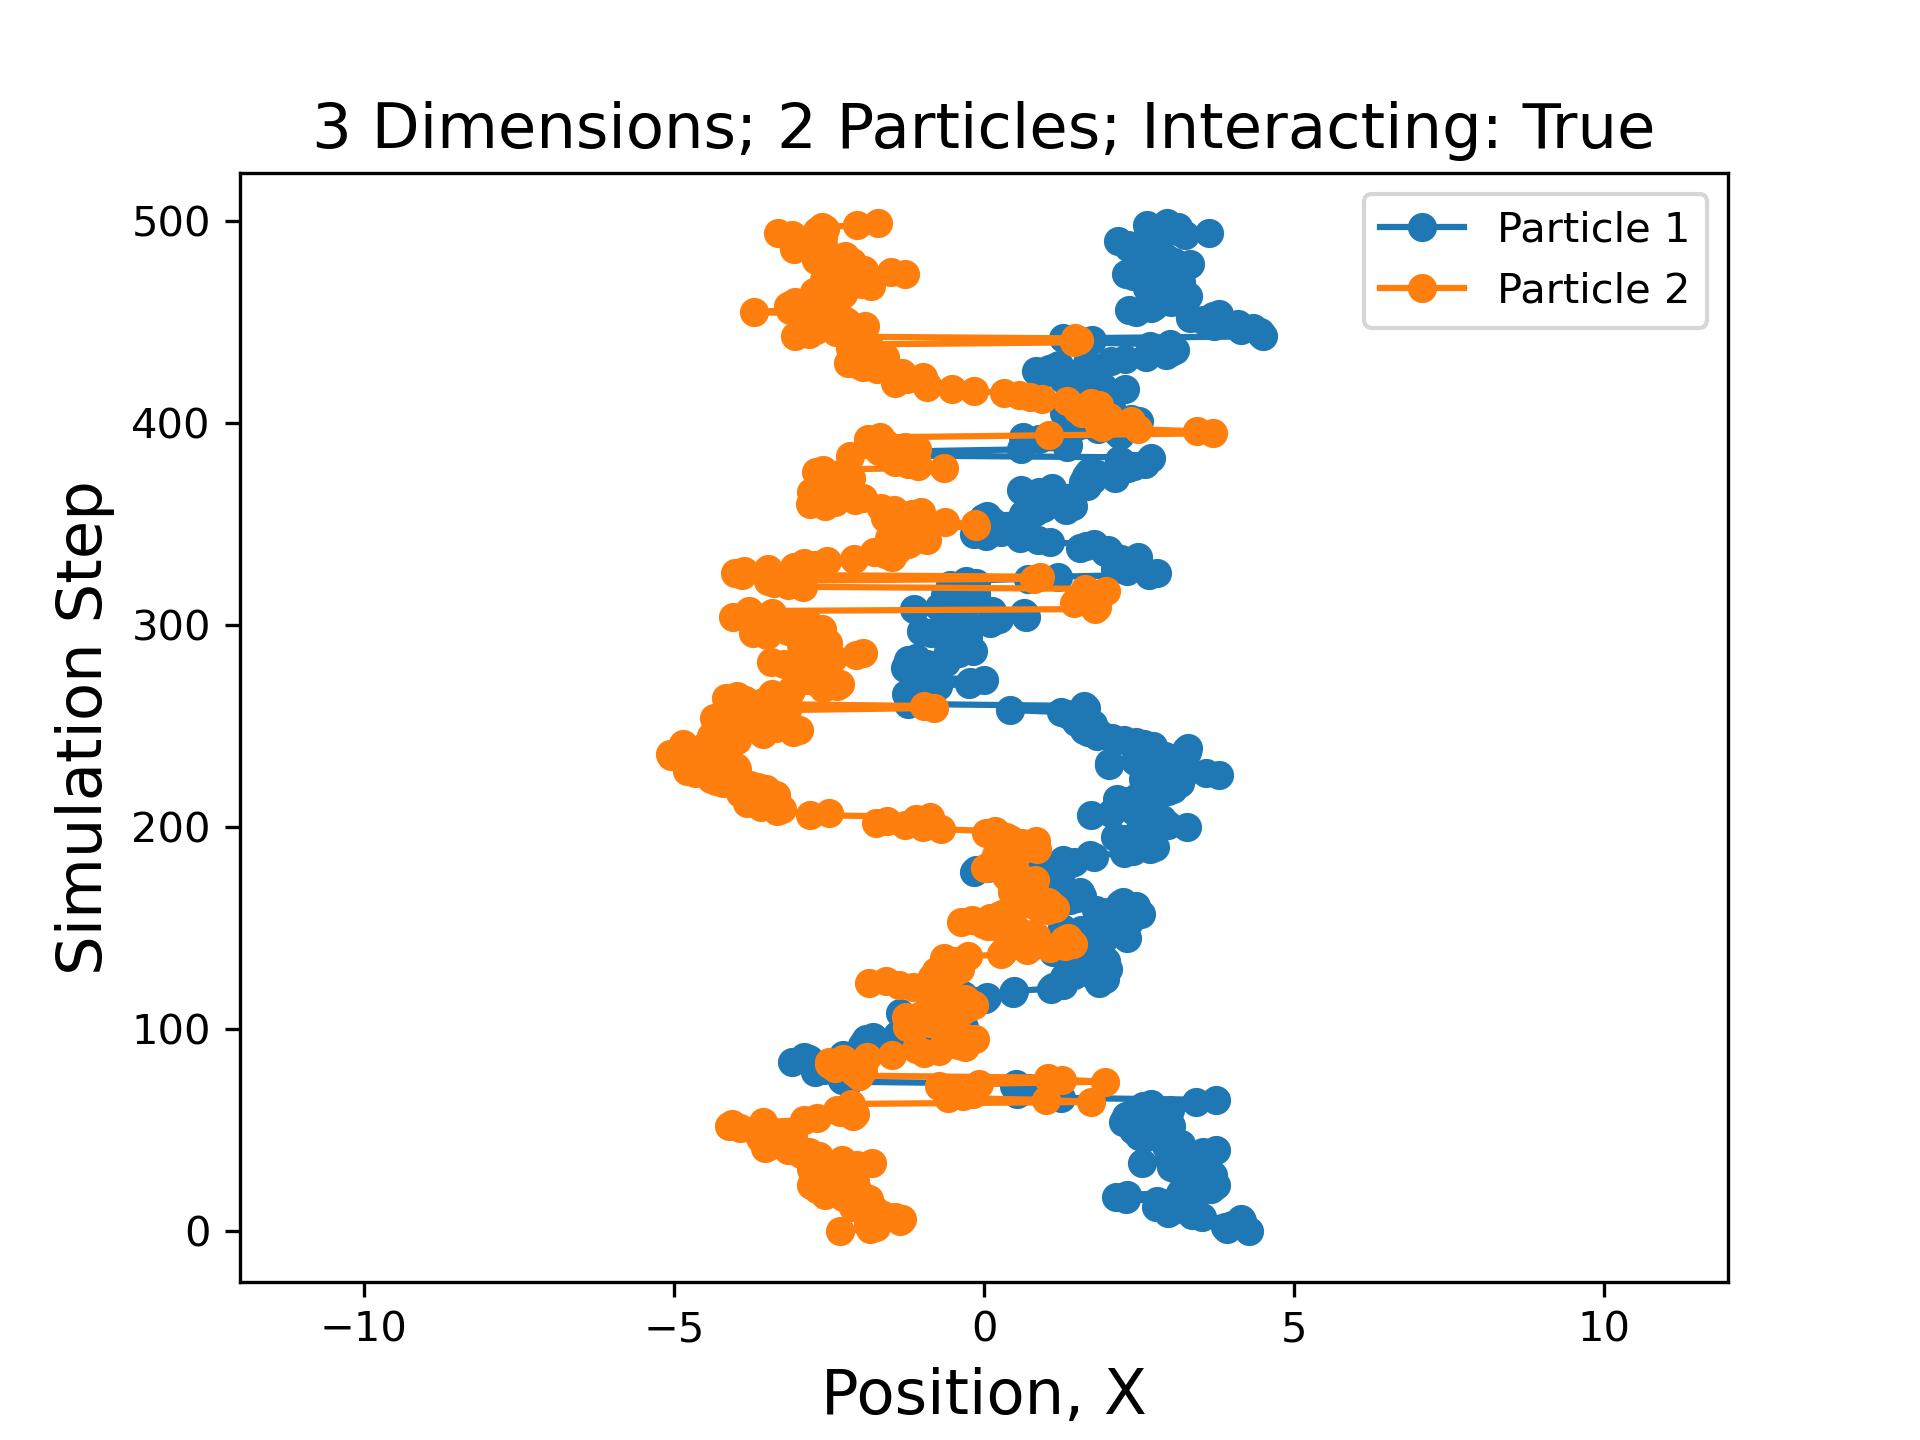 3 Dimensions; 2 Particles; Interacting: True
Particle 1
Particle 2
500
400
300
200
100
0
Simulation Step
−10
−5
0
5
10
Position, X